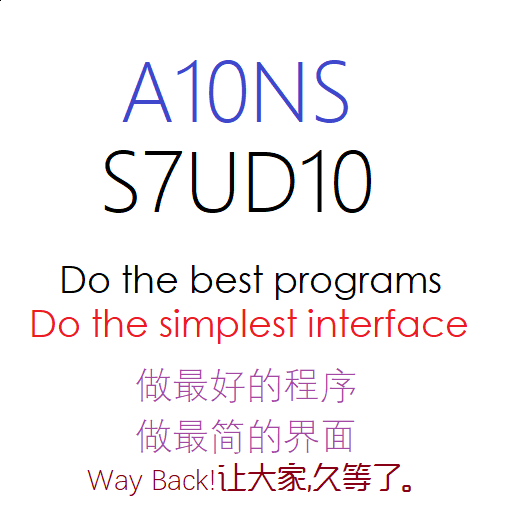 A10NS
S7UD10
Do the best programs
Do the simplest interface
做最好的程序
做最简的界面
Way Back!让大家,久等了。